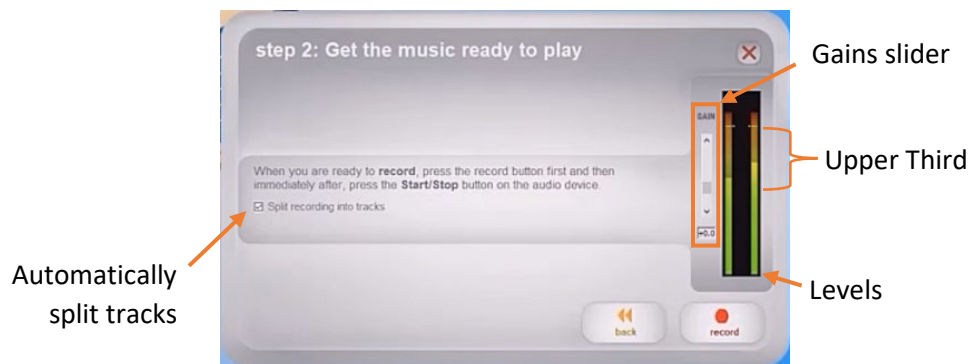 step 2: Get the music ready to play
Gains slider
GAIN
Upper Third
When you are ready to record, press the record button first and then
immediately after, press the Start/Stop button on the audio device.
Split recording into tracks
+0.0
Automatically
split tracks
Levels
back
record